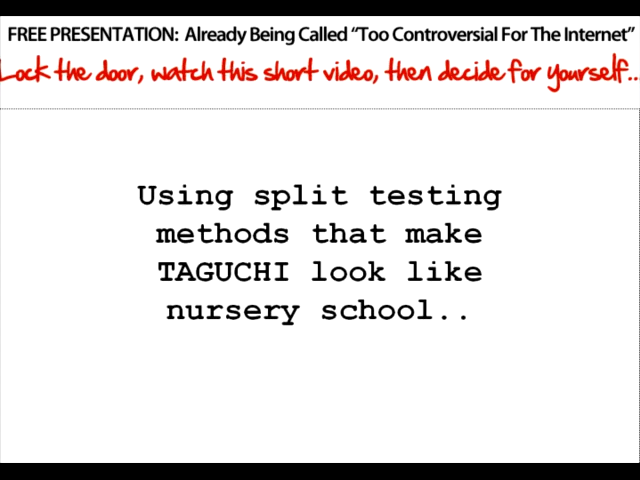 FREE PRESENTATION: Already Being Called “Too Controversial For The Internet”
Lock the door, watch this short video, then decide for yourself...
Using split testing
methods that make
TAGUCHI look like
nursery school..